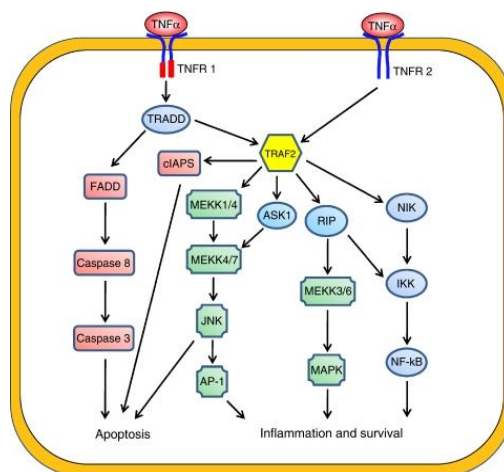 TNFα
TNFα
TNFR 1
TNFR 2
TRADD
TRAF2
cIAPS
FADD
MEKK1/4
ASK1
RIP
NIK
Caspase 8
MEKK4/7
MEKK3/6
IKK
Caspase 3
JNK
MAPK
NF-kB
AP-1
Apoptosis
Inflammation and survival